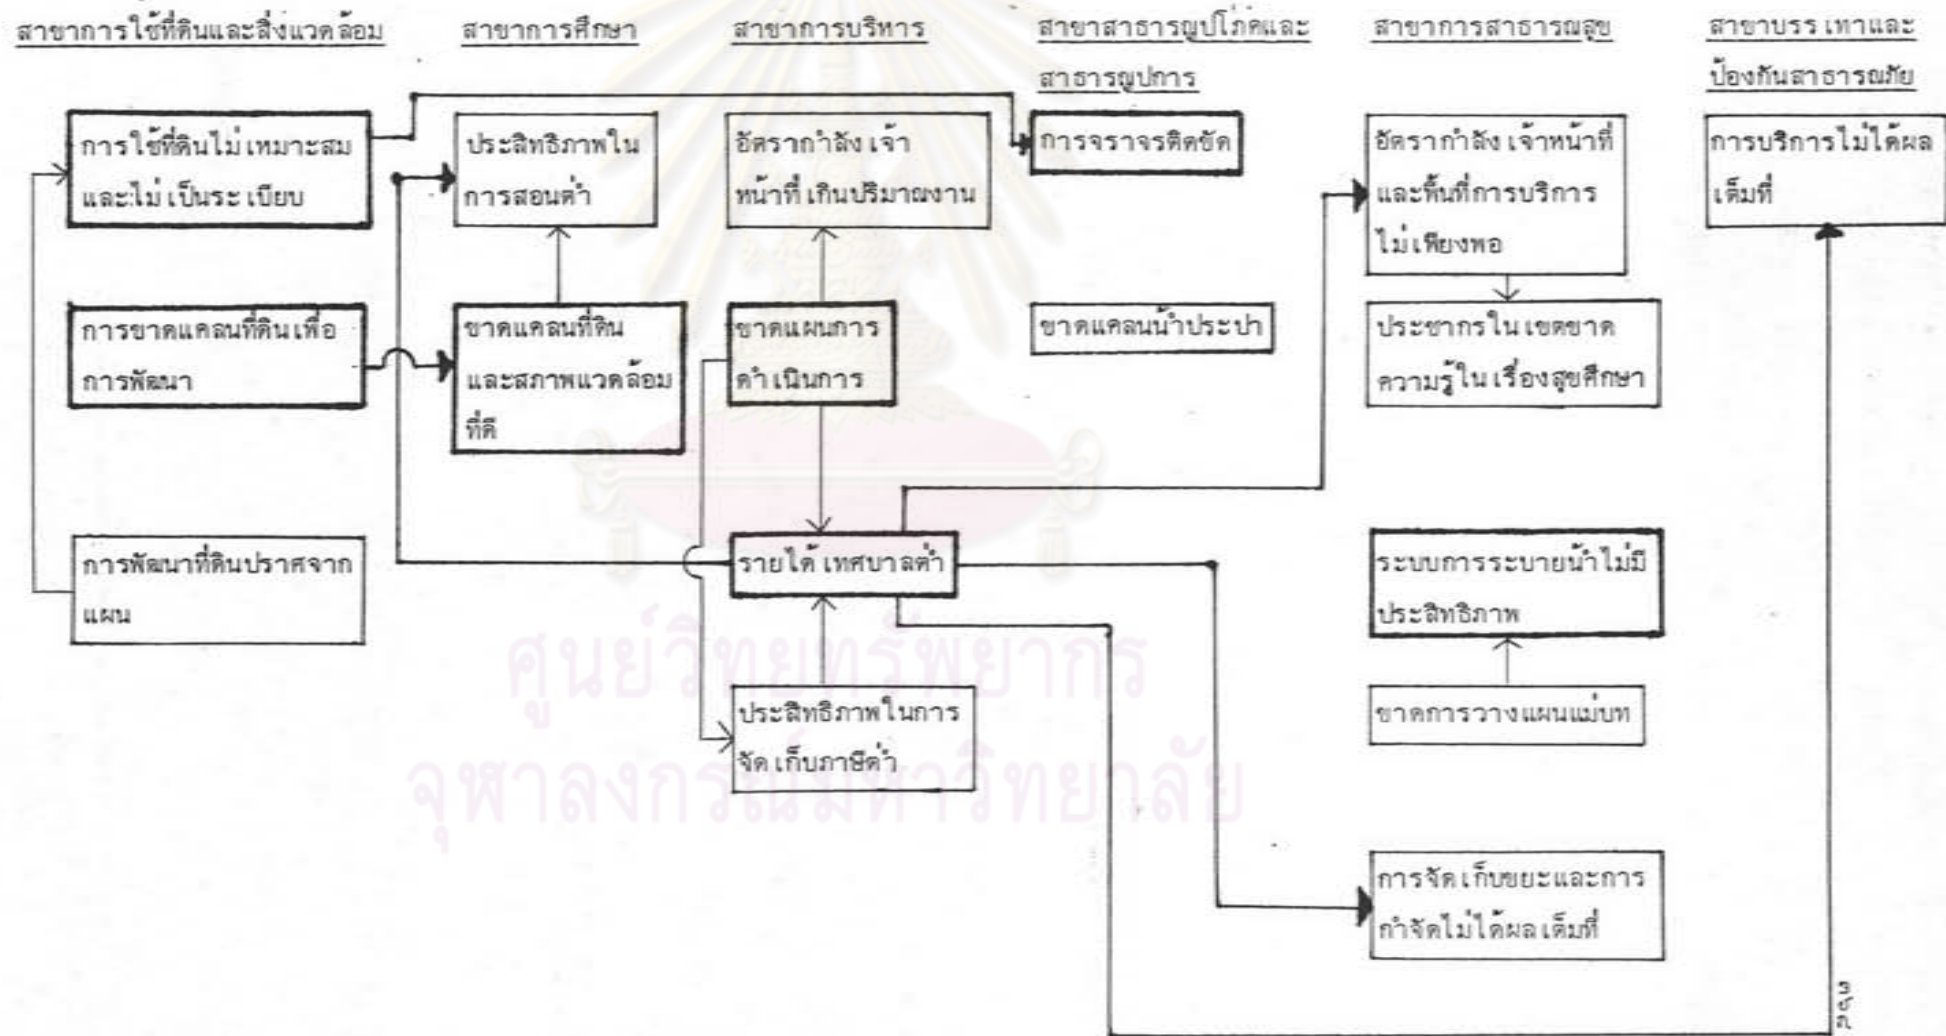 สาขาการใช้ที่ดินและสิ่งแวดล้อม
สาขาการศึกษา
สาขาการบริหาร
สาขาสาธารณูปโภคและ
สาธารณูปการ
สาขาการสาธารณสุข
สาขาบรรเทาและ
ป้องกันสาธารณภัย
การใช้ที่ดินไม่เหมาะสม
และไม่เป็นระเบียบ
ประสิทธิภาพใน
การสอนต่ำ
อัตรากำลังเจ้า
หน้าที่เกินปริมาณงาน
การจราจรติดขัด
อัตรากำลังเจ้าหน้าที่
และพื้นที่การบริการ
ไม่เพียงพอ
การบริการไม่ได้ผล
เต็มที่
การขาดแคลนที่ดินเพื่อ
การพัฒนา
ขาดแคลนที่ดิน
และสภาพแวดล้อม
ที่ดี
ขาดแผนการ
ดำเนินการ
ขาดแคลนน้ำประปา
ประชากรในเขตขาด
ความรู้ในเรื่องสุขศึกษา
การพัฒนาที่ดินปราศจาก
แผน
รายได้เทศบาลต่ำ
ระบบการระบายน้ำไม่มี
ประสิทธิภาพ
ประสิทธิภาพในการ
จัดเก็บภาษีต่ำ
ขาดการวางแผนแม่บท
การจัดเก็บขยะและการ
กำจัดไม่ได้ผลเต็มที่
ศูนย์วิทยทรัพยากร
จุฬาลงกรณ์มหาวิทยาลัย